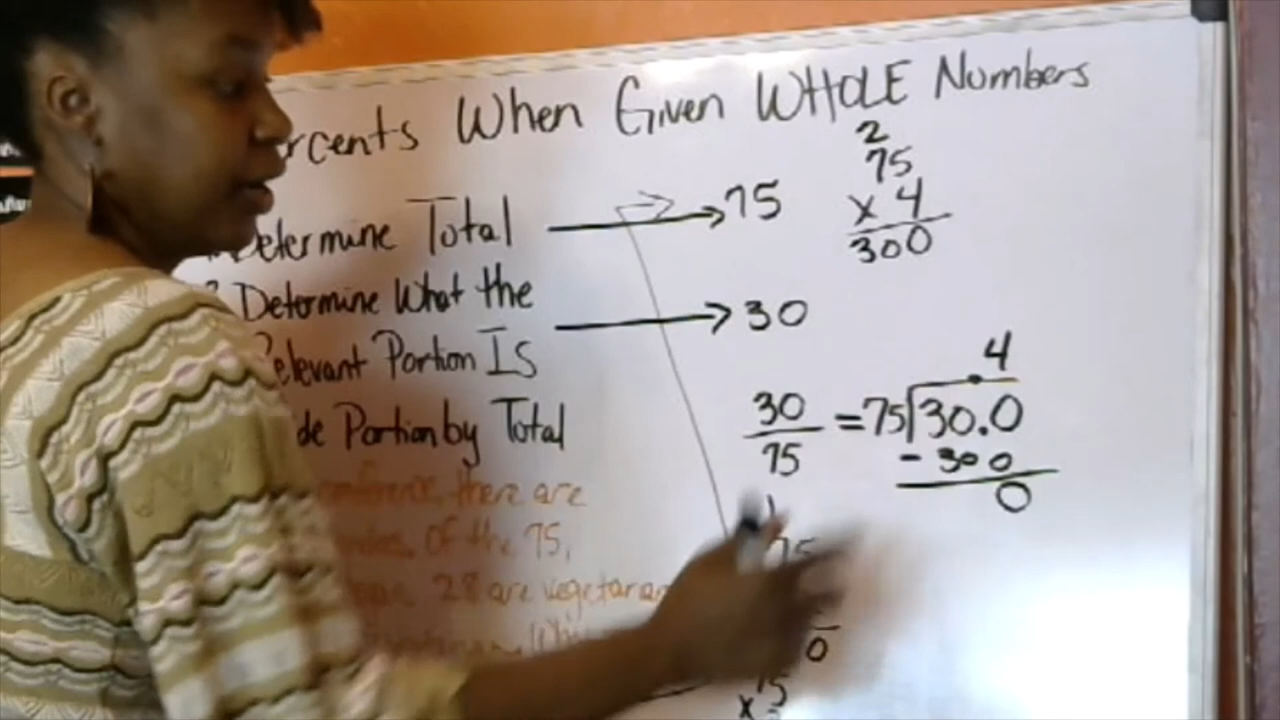 rcents When Given WHOLE Numbers
Determine Total → 75
2
75
x 4
300
2. Determine What the
Relevant Portion IS → 30
de Portion by Total
30/75 = 75)30.0
.4
- 300
0
onference, there are
Of the 75,
28 are vegetarian
75
0
x 75